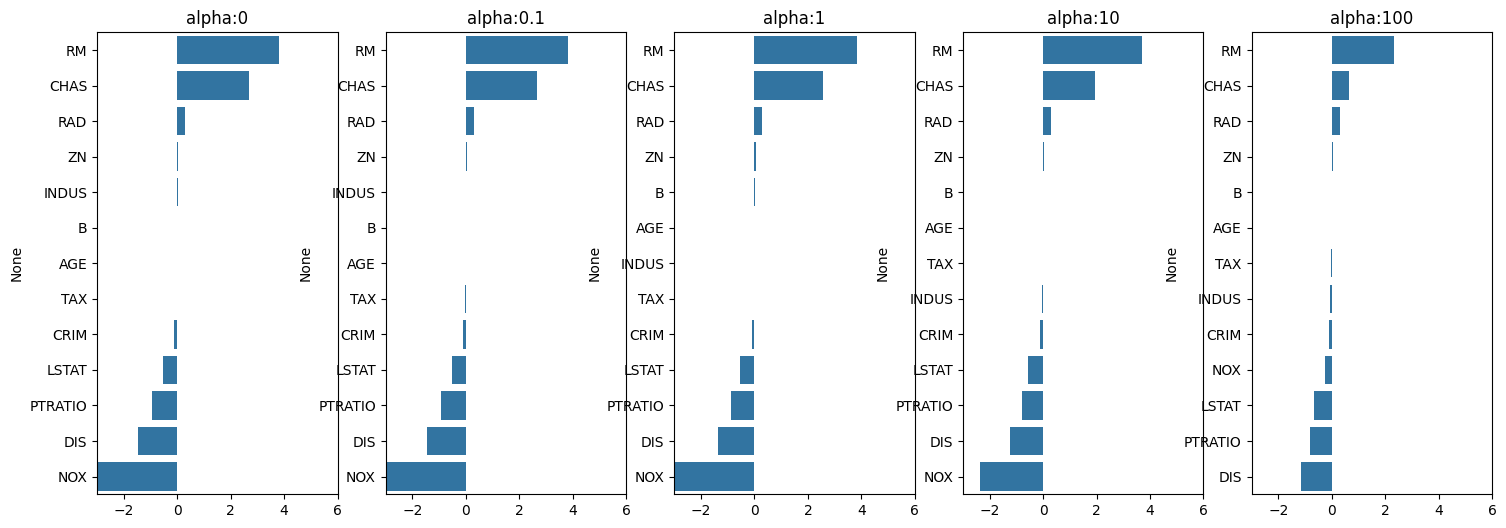 alpha:0
RM
CHAS
RAD
ZN
INDUS
B
AGE
TAX
CRIM
LSTAT
PTRATIO
DIS
NOX
None
−2 0 2 4 6
alpha:0.1
RM
CHAS
RAD
ZN
INDUS
B
AGE
TAX
CRIM
LSTAT
PTRATIO
DIS
NOX
None
−2 0 2 4 6
alpha:1
RM
CHAS
RAD
ZN
B
AGE
INDUS
TAX
CRIM
LSTAT
PTRATIO
DIS
NOX
None
−2 0 2 4 6
alpha:10
RM
CHAS
RAD
ZN
B
AGE
TAX
INDUS
CRIM
LSTAT
PTRATIO
DIS
NOX
None
−2 0 2 4 6
alpha:100
RM
CHAS
RAD
ZN
B
AGE
TAX
INDUS
CRIM
NOX
LSTAT
PTRATIO
DIS
None
−2 0 2 4 6